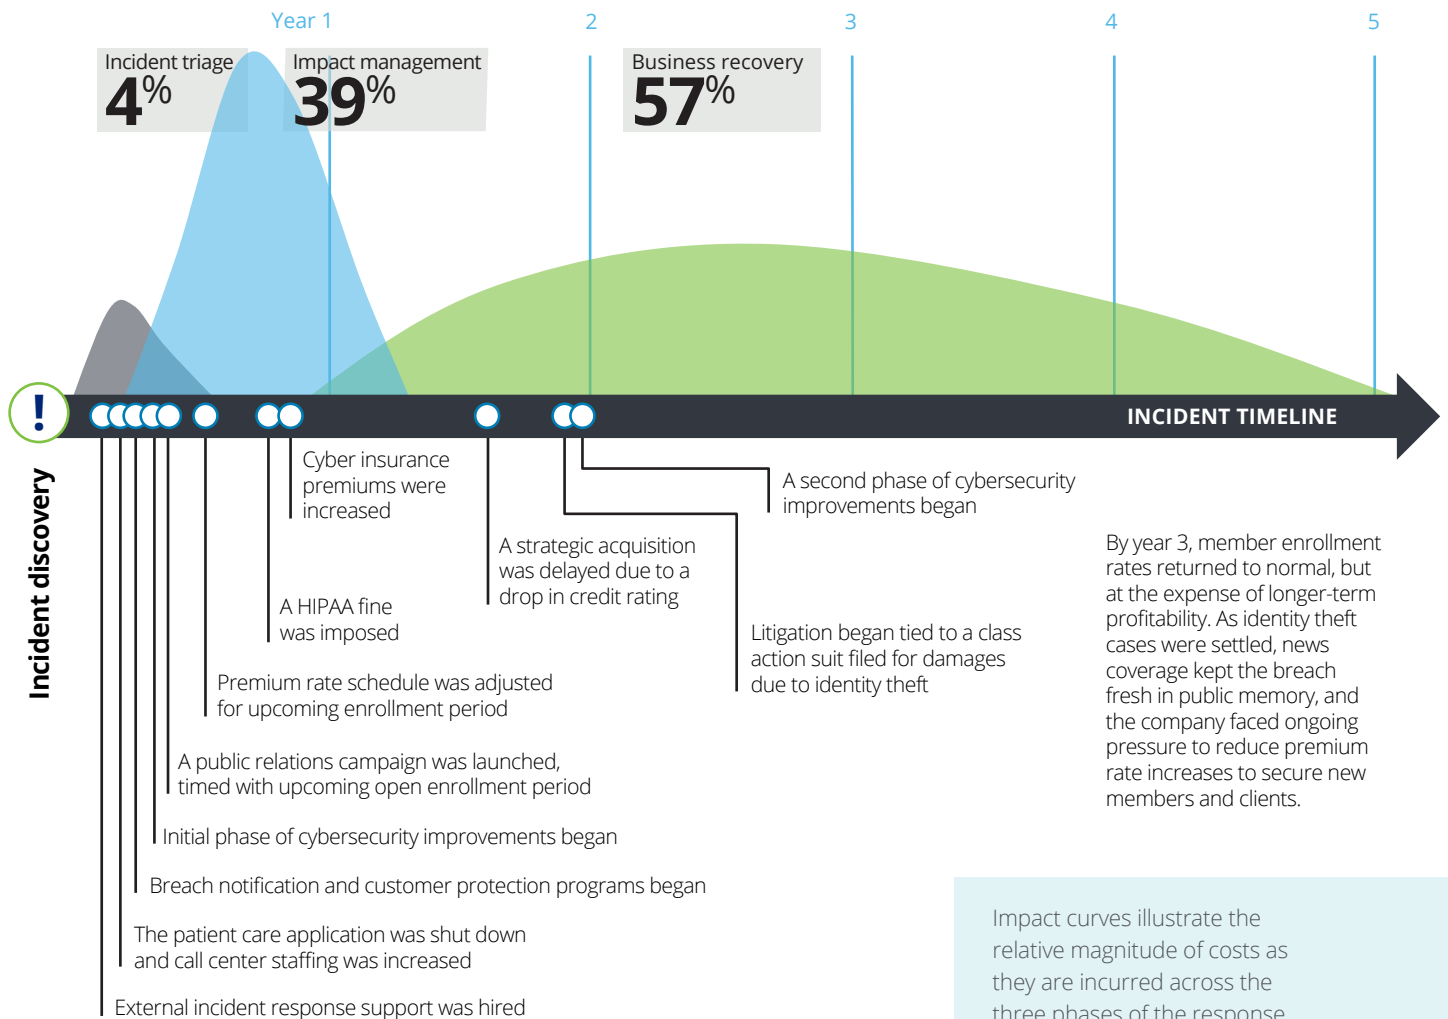 Year 1
2
3
4
5
Incident triage
4%
Impact management
39%
Business recovery
57%
!
INCIDENT TIMELINE
Incident discovery
Cyber insurance
premiums were
increased
A second phase of cybersecurity
improvements began
A strategic acquisition
was delayed due to a
drop in credit rating
A HIPAA fine
was imposed
Litigation began tied to a class
action suit filed for damages
due to identity theft
Premium rate schedule was adjusted
for upcoming enrollment period
A public relations campaign was launched,
timed with upcoming open enrollment period
Initial phase of cybersecurity improvements began
Breach notification and customer protection programs began
The patient care application was shut down
and call center staffing was increased
External incident response support was hired
By year 3, member enrollment
rates returned to normal, but
at the expense of longer-term
profitability. As identity theft
cases were settled, news
coverage kept the breach
fresh in public memory, and
the company faced ongoing
pressure to reduce premium
rate increases to secure new
members and clients.
Impact curves illustrate the
relative magnitude of costs as
they are incurred across the
three phases of the response